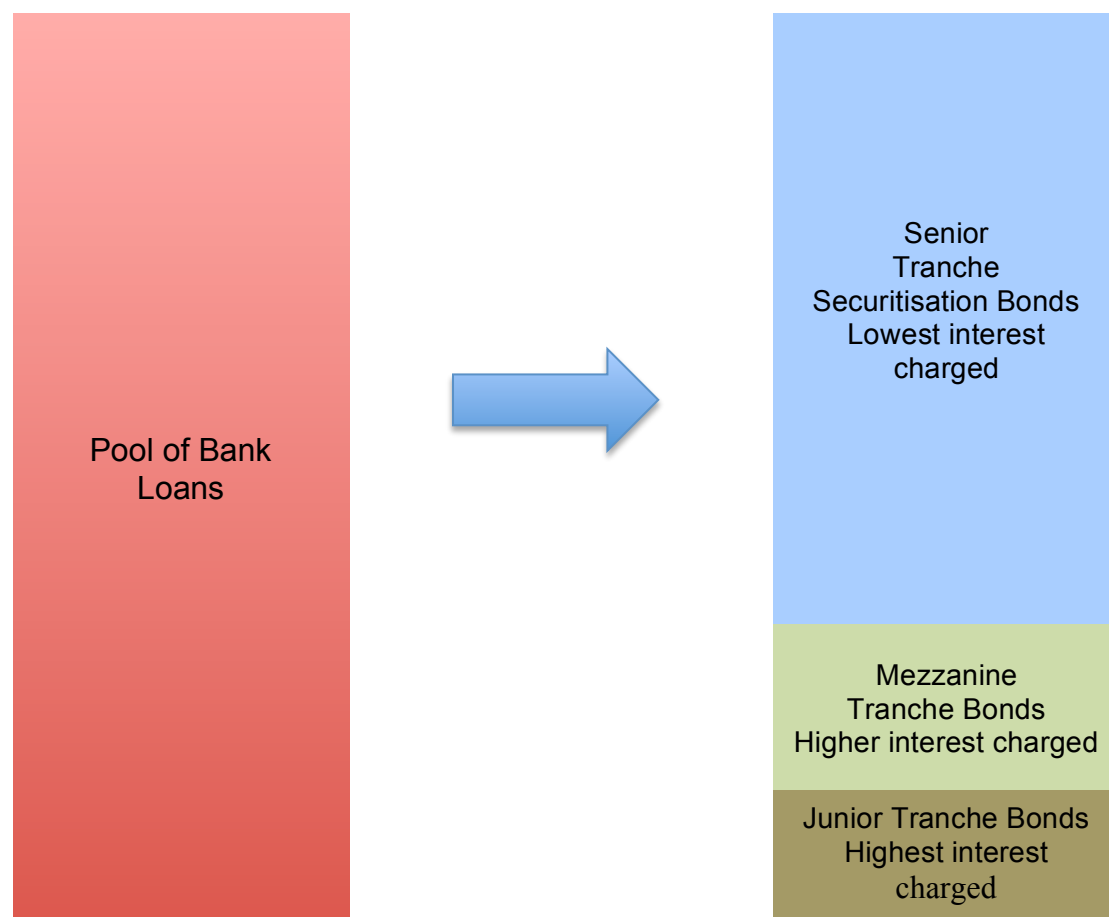 Pool of Bank
Loans
Senior
Tranche
Securitisation Bonds
Lowest interest
charged
Mezzanine
Tranche Bonds
Higher interest charged
Junior Tranche Bonds
Highest interest
charged